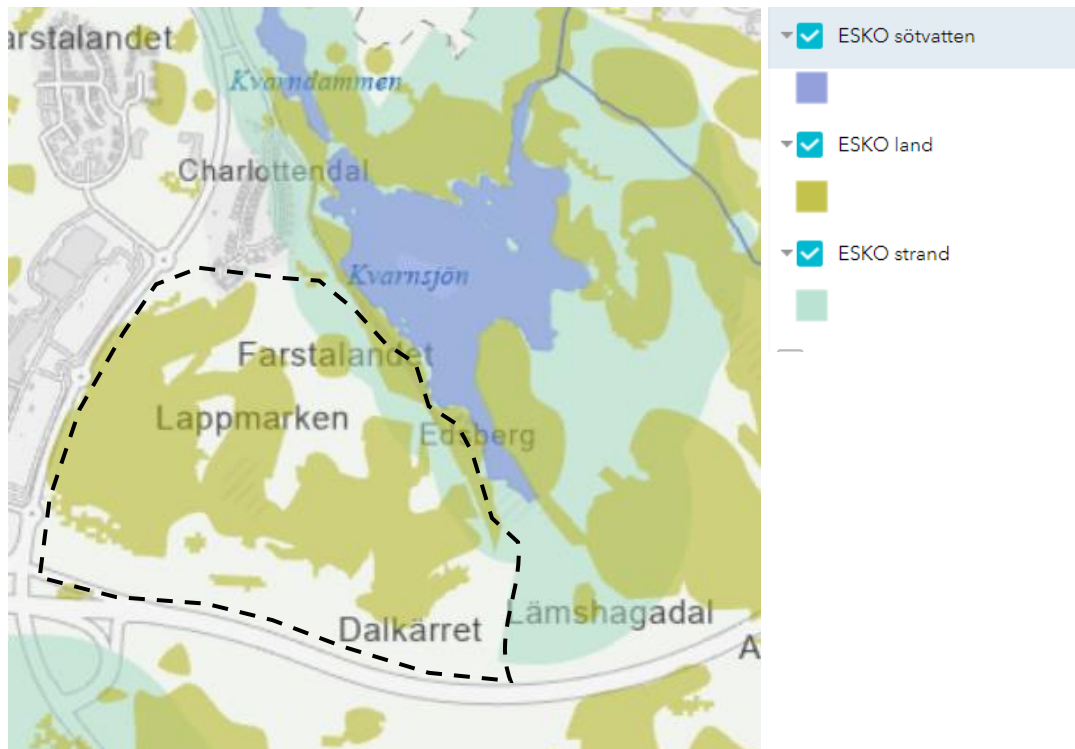 arstalandet
Kvarndammen
Charlottendal
Kvarnsjön
Farstalandet
Lappmarken
Edsberg
Lämshagadal
Dalkärret
A
ESKO sötvatten
ESKO land
ESKO strand